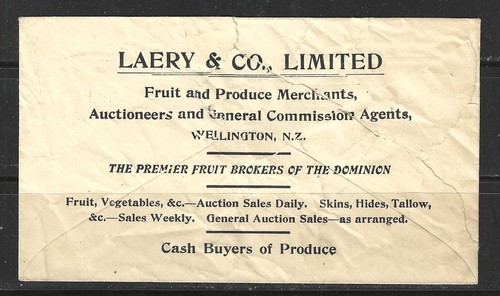 LAERY & CO., LIMITED
Fruit and Produce Merchants,
Auctioneers and General Commission Agents,
WELLINGTON, N.Z.
THE PREMIER FRUIT BROKERS OF THE DOMINION
Fruit, Vegetables, &c.—Auction Sales Daily. Skins, Hides, Tallow,
&c.—Sales Weekly. General Auction Sales—as arranged.
Cash Buyers of Produce